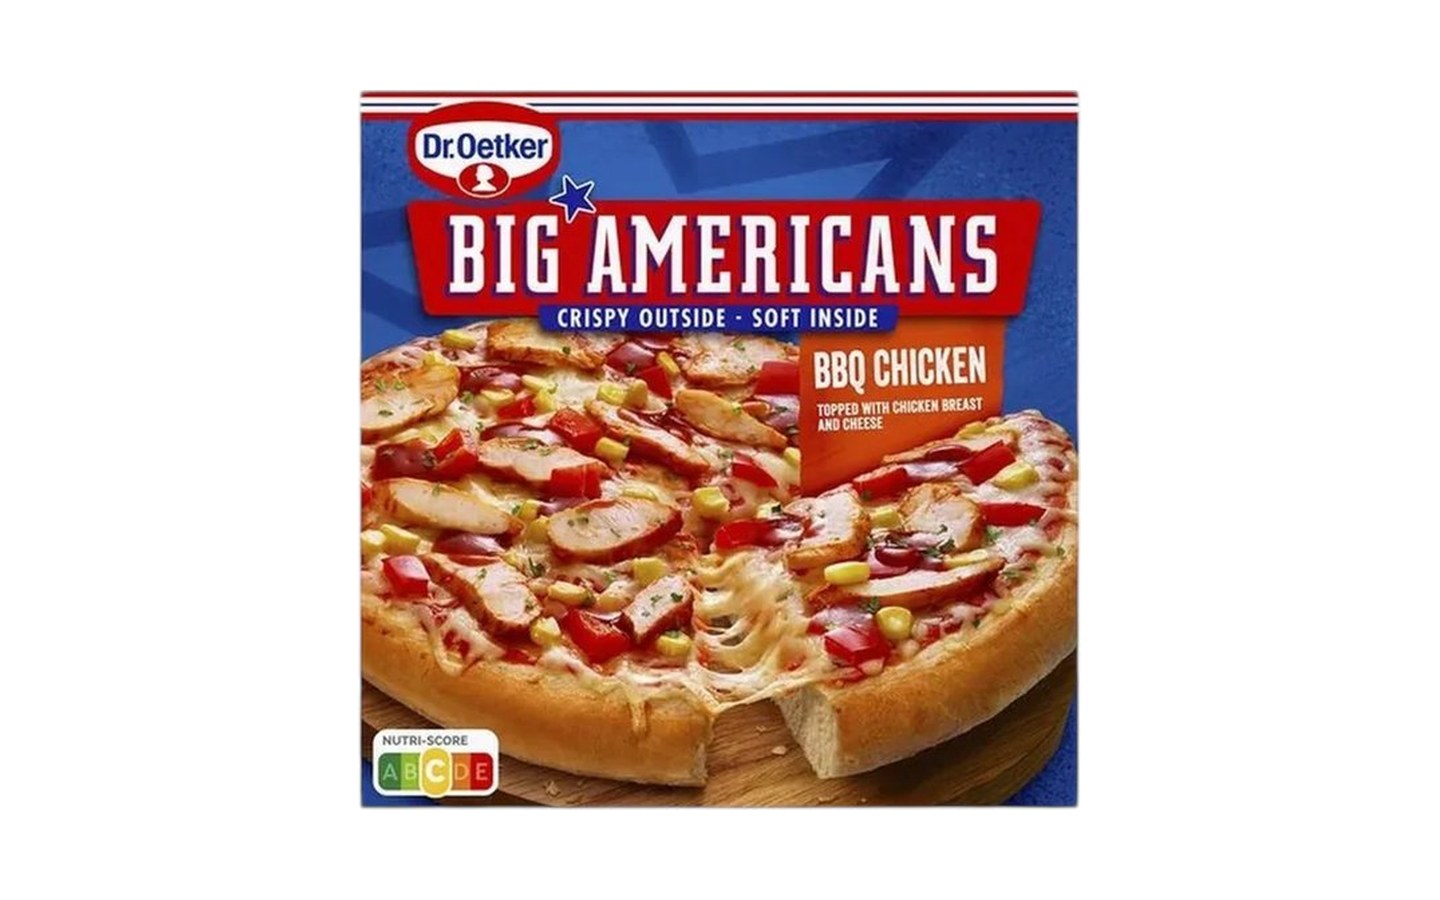 Dr.Oetker
BIG AMERICANS
CRISPY OUTSIDE - SOFT INSIDE
BBQ CHICKEN
TOPPED WITH CHICKEN BREAST
AND CHEESE
NUTRI-SCORE
A B C D E